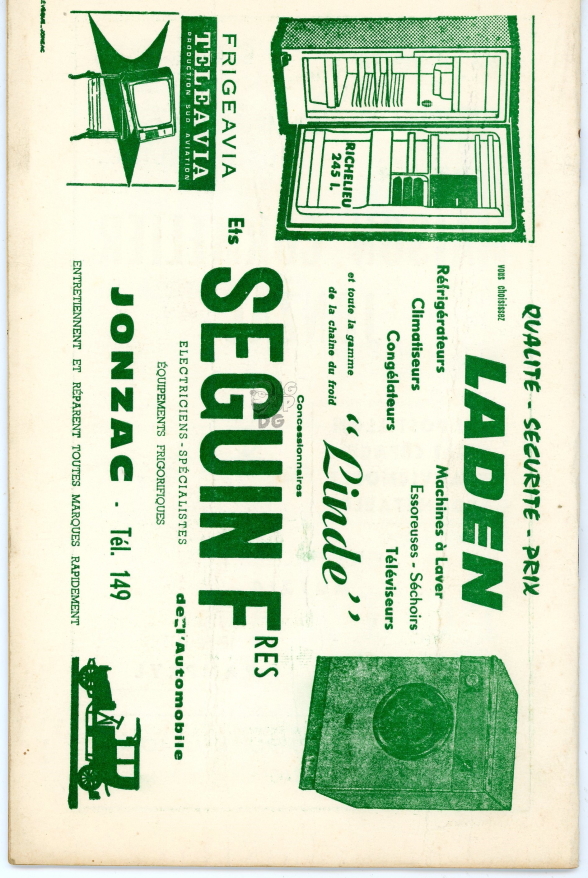 QUALITE - SECURITE - PRIX
vous choisissez
LADEN
Réfrigérateurs
Climatiseurs
Congélateurs
Machines à Laver
Essoreuses - Séchoirs
Téléviseurs
et toute la gamme
de la chaine du froid
“Linde”
Concessionnaires
RICHELIEU
245 l.
FRIGEAVIA
TÉLÉAVIA
PRODUCTION SUD AVIATION
Ets
SEGUIN FRES
ELECTRICIENS-SPÉCIALISTES
de l'Automobile
ÉQUIPEMENTS FRIGORIFIQUES
JONZAC - Tél. 149
ENTRETIENNENT ET RÉPARENT TOUTES MARQUES RAPIDEMENT